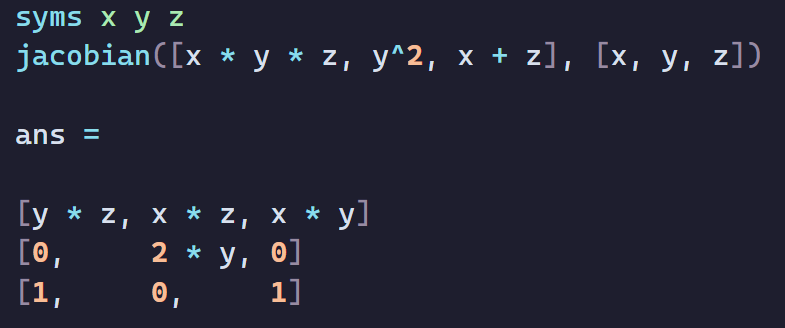 syms x y z
jacobian([x * y * z, y^2, x + z], [x, y, z])
ans =
[y * z, x * z, x * y]
[0,     2 * y, 0]
[1,     0,     1]